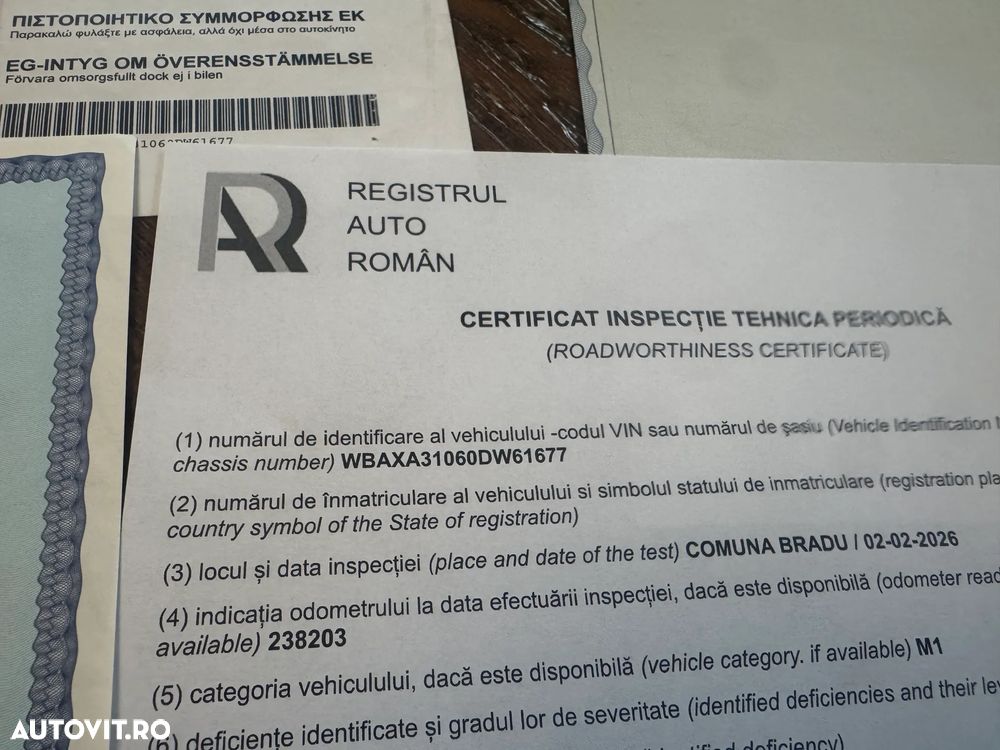 ΠΙΣΤΟΠΟΙΗΤΙΚΟ ΣΥΜΜΟΡΦΩΣΗΣ ΕΚ
Παρακαλώ φυλάξτε με ασφάλεια, αλλά όχι μέσα στο αυτοκίνητο
EG-INTYG OM ÖVERENSSTÄMMELSE
Förvara omsorgsfullt dock ej i bilen
REGISTRUL
AUTO
ROMÂN
CERTIFICAT INSPECȚIE TEHNICA PERIODICĂ
(ROADWORTHINESS CERTIFICATE)
(1) numărul de identificare al vehiculului -codul VIN sau numărul de șasiu (Vehicle Identification
chassis number) WBAXA31060DW61677
(2) numărul de înmatriculare al vehiculului si simbolul statului de inmatriculare (registration pla
country symbol of the State of registration)
(3) locul și data inspecției (place and date of the test) COMUNA BRADU / 02-02-2026
(4) indicația odometrului la data efectuării inspecției, dacă este disponibilă (odometer read
available) 238203
(5) categoria vehiculului, dacă este disponibilă (vehicle category. if available) M1
(6) deficiențe identificate și gradul lor de severitate (identified deficiencies and their lev
deficiency)
AUTOVIT.RO